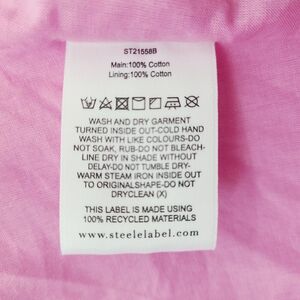 ST21558B
Main:100% Cotton
Lining:100% Cotton
WASH AND DRY GARMENT
TURNED INSIDE OUT-COLD HAND
WASH WITH LIKE COLOURS-DO
NOT SOAK, RUB-DO NOT BLEACH-
LINE DRY IN SHADE WITHOUT
DELAY-DO NOT TUMBLE DRY-
WARM STEAM IRON INSIDE OUT
TO ORIGINALSHAPE-DO NOT
DRYCLEAN (X)
THIS LABEL IS MADE USING
100% RECYCLED MATERIALS
www.steelelabel.com